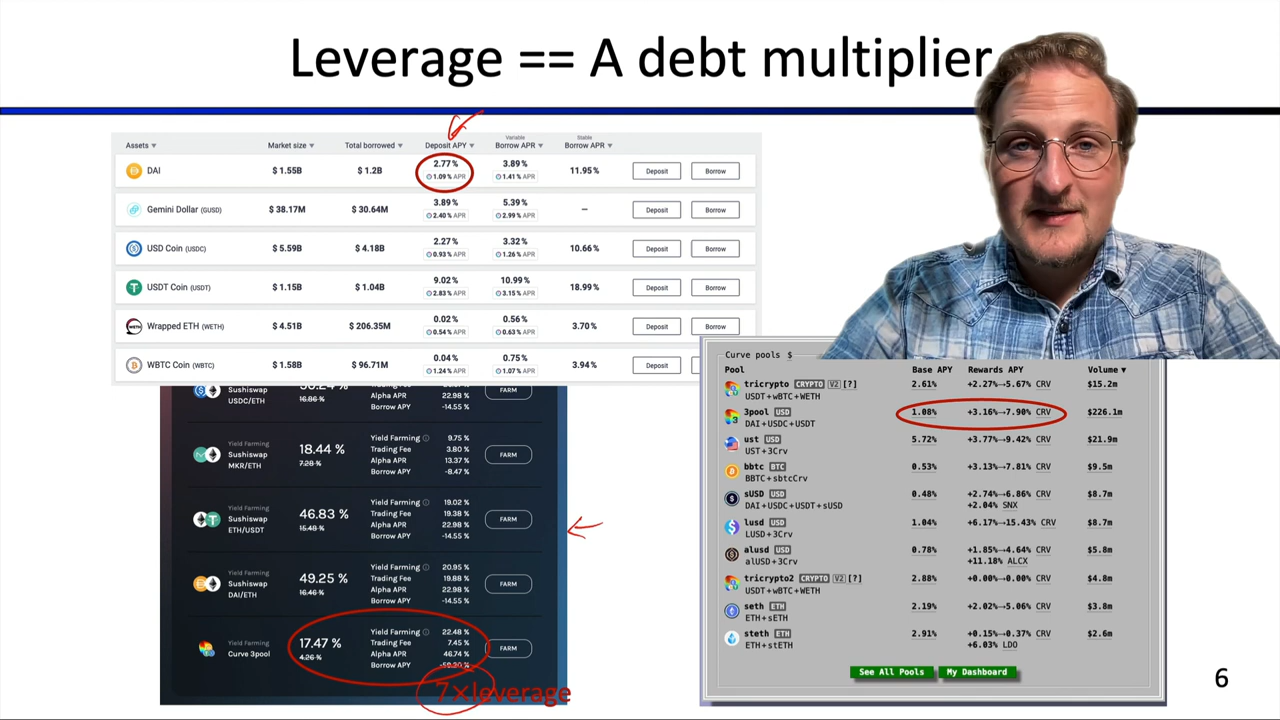 Leverage == A debt multiplier
Assets Market size Total borrowed Deposit APY Variable Borrow APR Stable Borrow APR
DAI $ 1.55B $ 1.2B 2.77 % 3.89 % 11.95 % Deposit Borrow
1.09 % APR 1.41 % APR
Gemini Dollar (GUSD) $ 38.17M $ 30.64M 3.89 % 5.39 % — Deposit Borrow
2.40 % APR 2.99 % APR
USD Coin (USDC) $ 5.59B $ 4.18B 2.27 % 3.32 % 10.66 % Deposit Borrow
0.93 % APR 1.26 % APR
USDT Coin (USDT) $ 1.15B $ 1.04B 9.02 % 10.99 % 18.99 % Deposit Borrow
2.83 % APR 3.15 % APR
Wrapped ETH (WETH) $ 4.51B $ 206.35M 0.02 % 0.56 % 3.70 % Deposit Borrow
0.54 % APR 0.63 % APR
WBTC Coin (WBTC) $ 1.58B $ 96.71M 0.04 % 0.75 % 3.94 % Deposit
1.24 % APR 1.07 % APR
Sushiswap
USDC/ETH 16.86 %
Trading Fee
Alpha APR 22.98 %
Borrow APY -14.55 %
FARM
Yield Farming
Sushiswap
MKR/ETH
18.44 %
7.28 %
Yield Farming 9.75 %
Trading Fee 3.80 %
Alpha APR 13.37 %
Borrow APY -8.47 %
FARM
Yield Farming
Sushiswap
ETH/USDT
46.83 %
15.48 %
Yield Farming 19.02 %
Trading Fee 19.38 %
Alpha APR 22.98 %
Borrow APY -14.55 %
FARM
Yield Farming
Sushiswap
DAI/ETH
49.25 %
16.46 %
Yield Farming 20.95 %
Trading Fee 19.88 %
Alpha APR 22.98 %
Borrow APY -14.55 %
FARM
Yield Farming
Curve 3pool
17.47 %
4.26 %
Yield Farming 22.48 %
Trading Fee 7.45 %
Alpha APR 46.74 %
Borrow APY
FARM
7x leverage
Curve pools $
Pool Base APY Rewards APY Volume
tricrypto CRYPTO V2 [?] 2.61% +2.27%→5.67% CRV $15.2m
USDT+wBTC+WETH
3pool USD 1.08% +3.16%→7.90% CRV $226.1m
DAI+USDC+USDT
ust USD 5.72% +3.77%→9.42% CRV $21.9m
UST+3Crv
bbtc BTC 0.53% +3.13%→7.81% CRV $9.5m
BBTC+sbtcCrv
sUSD USD 0.48% +2.74%→6.86% CRV $8.7m
DAI+USDC+USDT+sUSD +2.04% SNX
lusd USD 1.04% +6.17%→15.43% CRV $8.7m
LUSD+3Crv
alusd USD 0.78% +1.85%→4.64% CRV $5.8m
alUSD+3Crv +11.18% ALCX
tricrypto2 CRYPTO V2 [?] 2.88% +0.00%→0.00% CRV $4.8m
USDT+wBTC+WETH
seth ETH 2.19% +2.02%→5.06% CRV $3.8m
ETH+sETH
steth ETH 2.91% +0.15%→0.37% CRV $2.6m
ETH+stETH +6.03% LDO
See All Pools My Dashboard
6